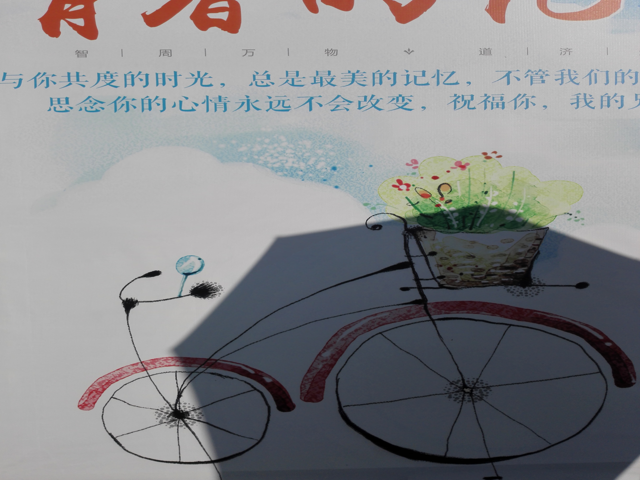 智 | 周 | 万 | 物 | 道 | 济 |
与你共度的时光，总是最美的记忆，不管我们的
思念你的心情永远不会改变，祝福你，我的